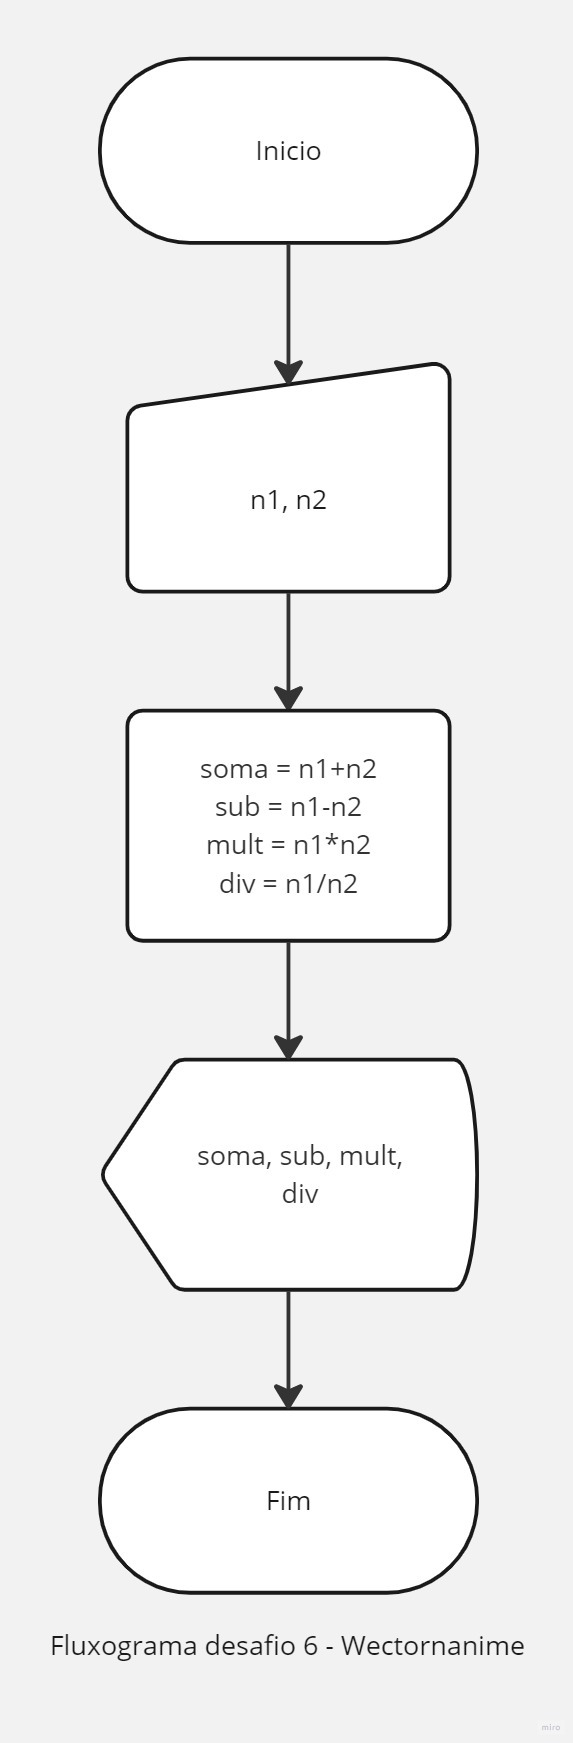 Inicio
n1, n2
soma = n1+n2
sub = n1-n2
mult = n1*n2
div = n1/n2
soma, sub, mult,
div
Fim
Fluxograma desafio 6 - Wectornanime
miro